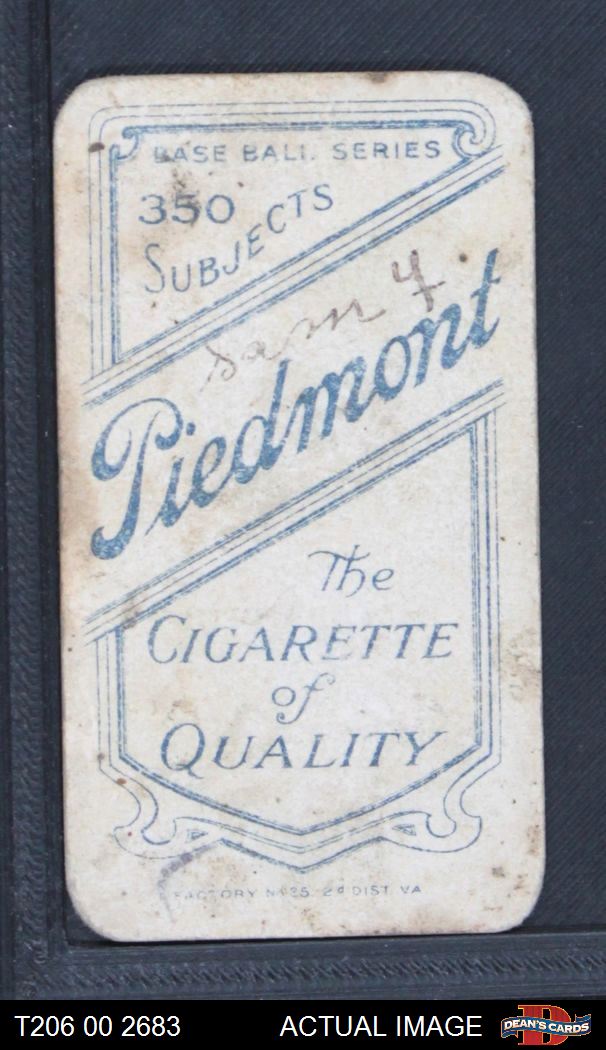 BASE BALL SERIES
350
SUBJECTS
Sam 4
Piedmont
The
CIGARETTE
of
QUALITY
FACTORY No 25. 2d DIST. VA
T206 00 2683 ACTUAL IMAGE DEAN'S CARDS